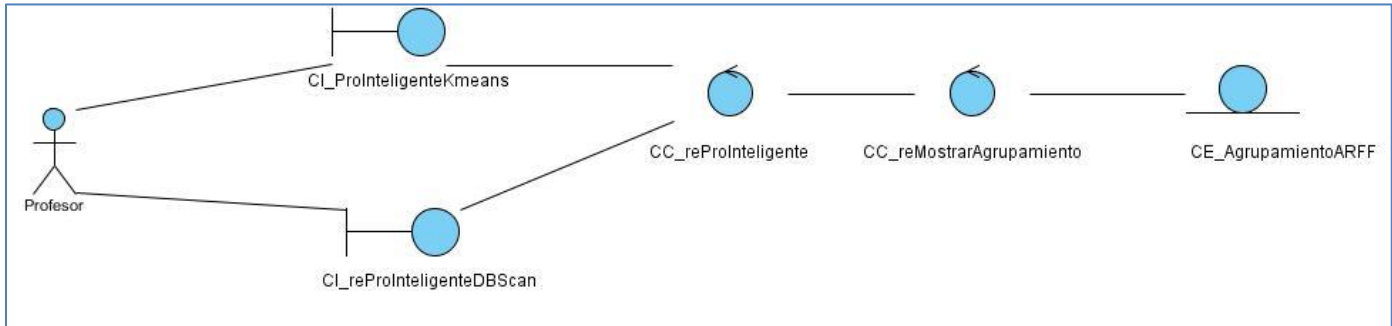 CI_ProInteligenteKmeans
CC_reProInteligente
CC_reMostrarAgrupamiento
CE_AgrupamientoARFF
Profesor
CI_reProInteligenteDBScan